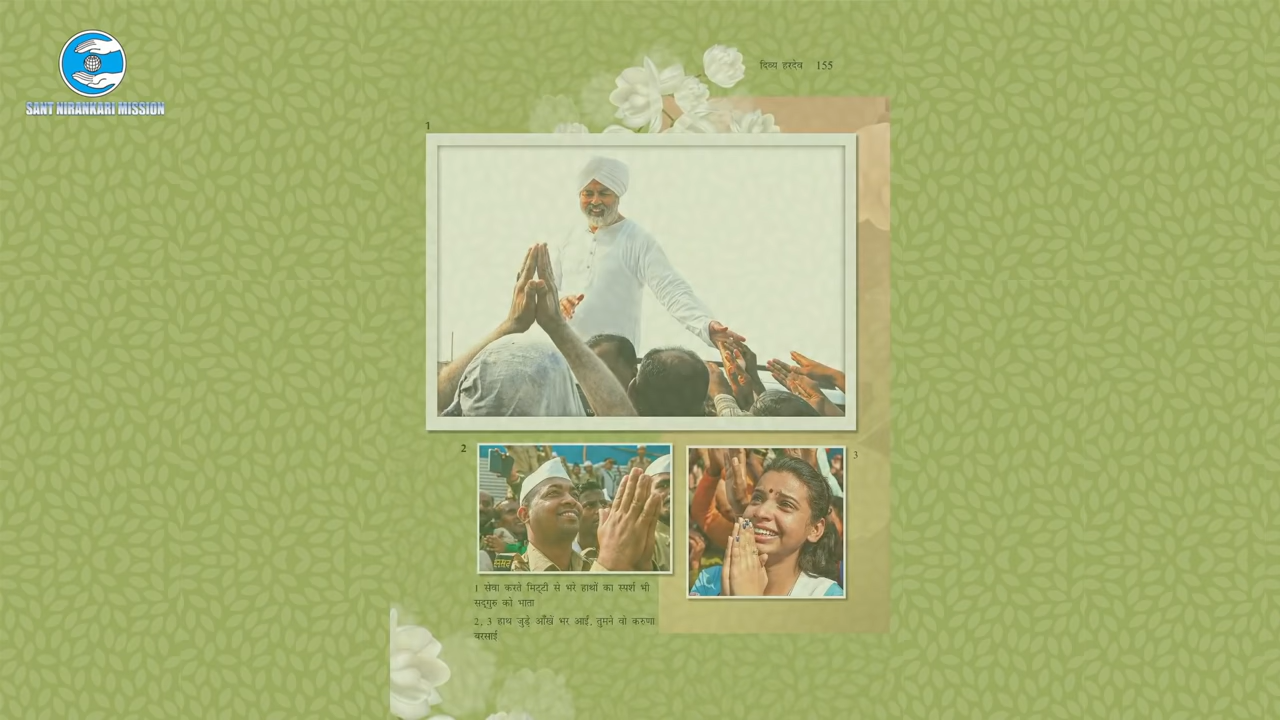 SANT NIRANKARI MISSION
दिव्य हरदेव 155
1
2
3
1 सेवा करते मिट्टी से भरे हाथों का स्पर्श भी
सद्गुरु को भाता
2, 3 हाथ जुड़े आँखें भर आईं, तुमने वो करुणा
बरसाई